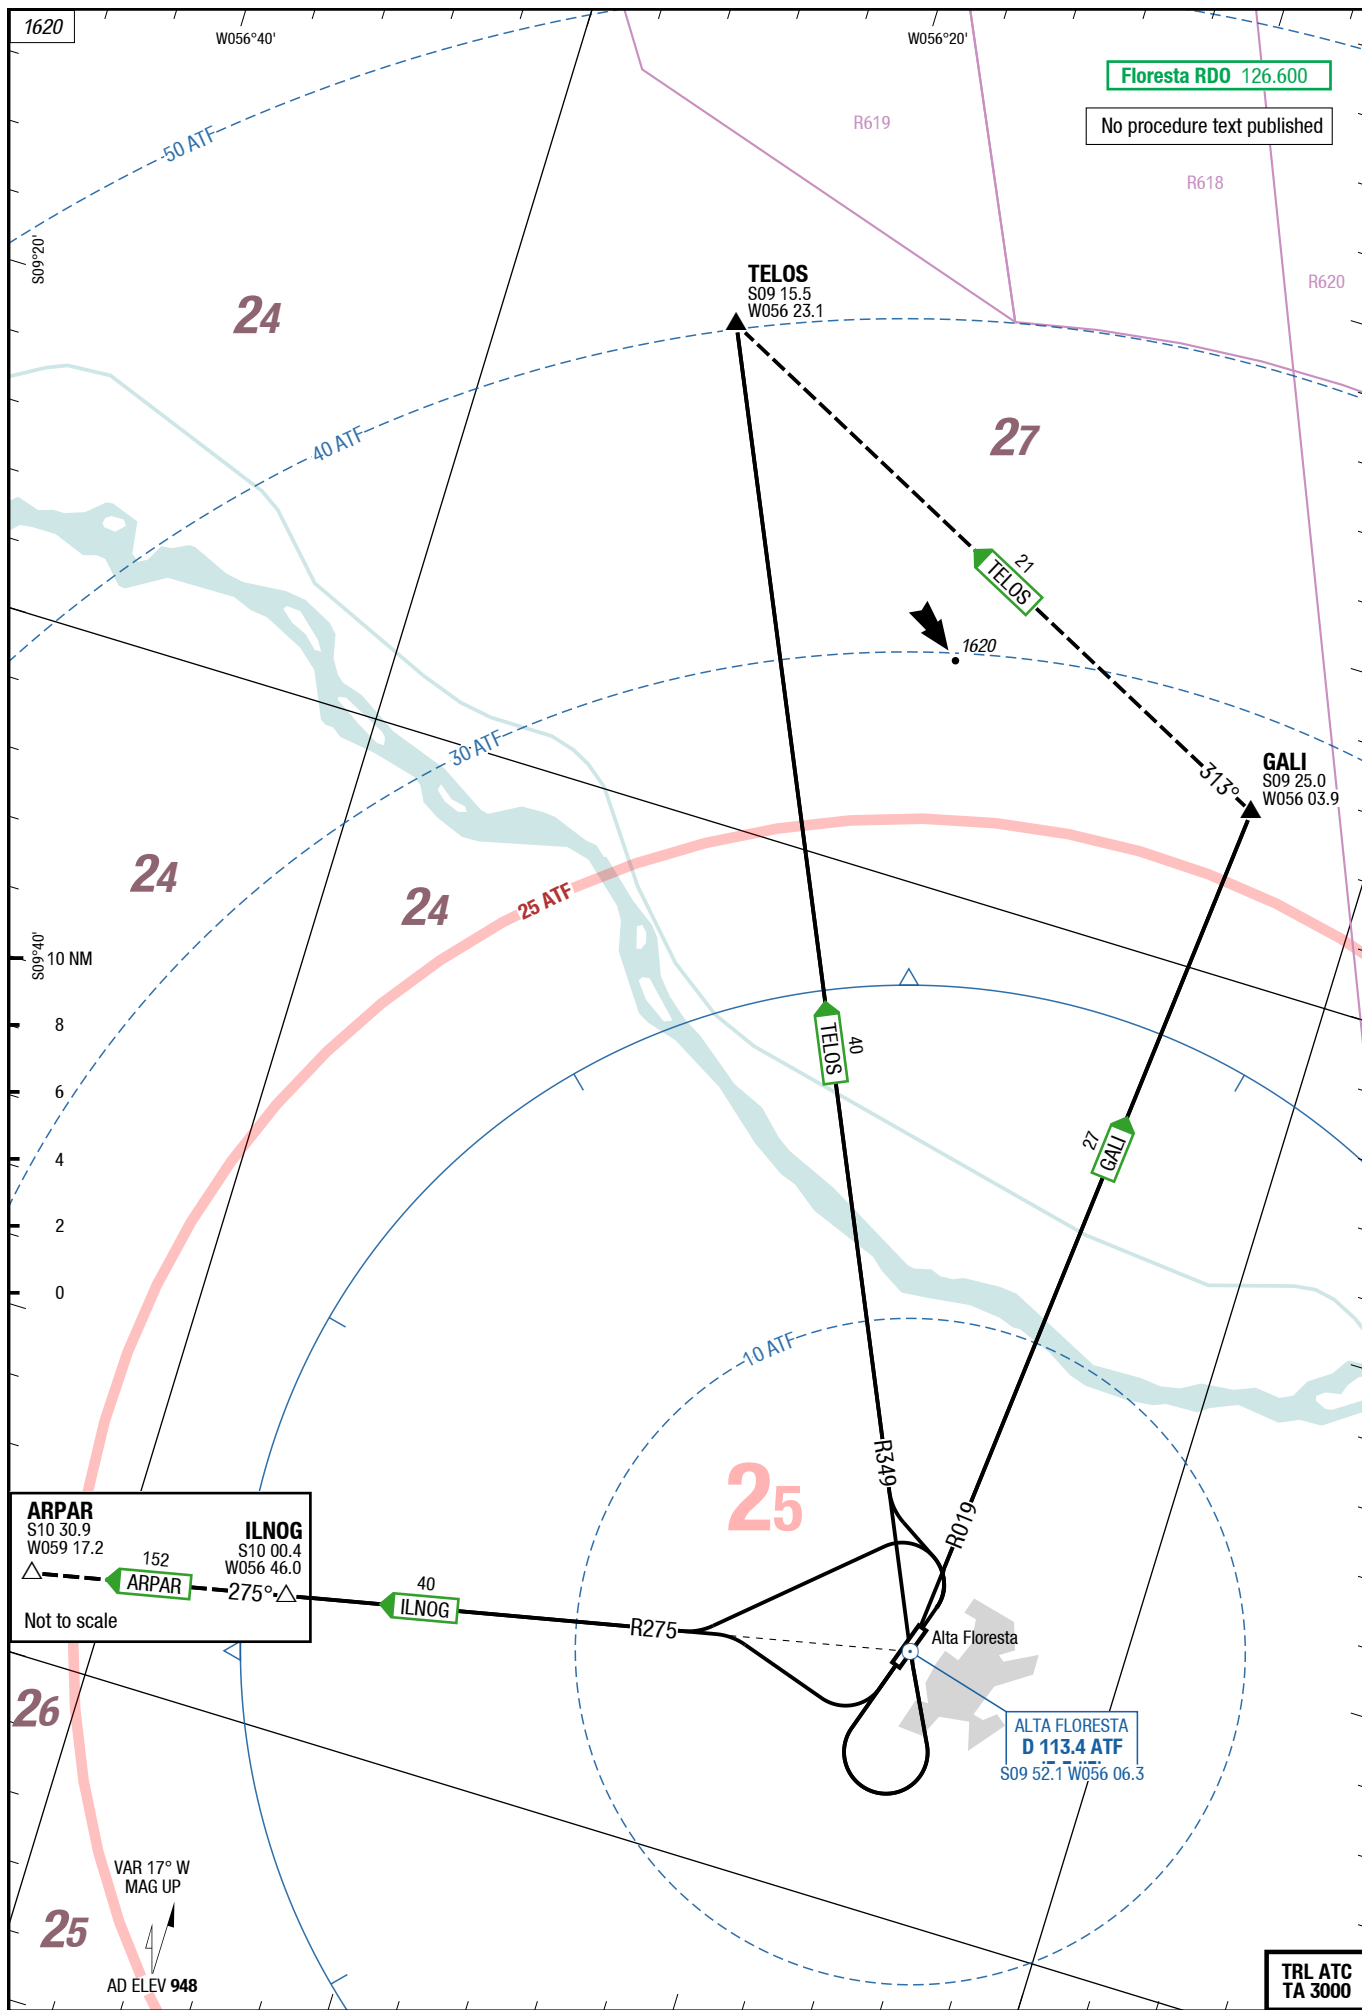 1620
W056°40'
W056°20'
Floresta RDO 126.600
No procedure text published
R619
R618
R620
50 ATF
S09°20'
TELOS
S09 15.5
W056 23.1
24
27
40 ATF
21
TELOS
1620
30 ATF
313°
GALI
S09 25.0
W056 03.9
24
24
25 ATF
S09°40'
10 NM
8
6
4
2
0
TELOS
40
27
GALI
10 ATF
R349
25
R019
ARPAR
S10 30.9
W059 17.2
152
ARPAR
ILNOG
S10 00.4
W056 46.0
275°
Not to scale
40
ILNOG
R275
Alta Floresta
26
ALTA FLORESTA
D 113.4 ATF
S09 52.1 W056 06.3
VAR 17° W
MAG UP
25
AD ELEV 948
TRL ATC
TA 3000